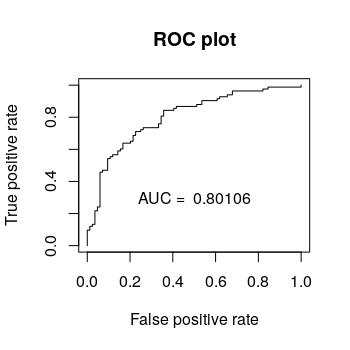 ROC plot
True positive rate
0.8
0.4
0.0
AUC = 0.80106
0.0 0.2 0.4 0.6 0.8 1.0
False positive rate